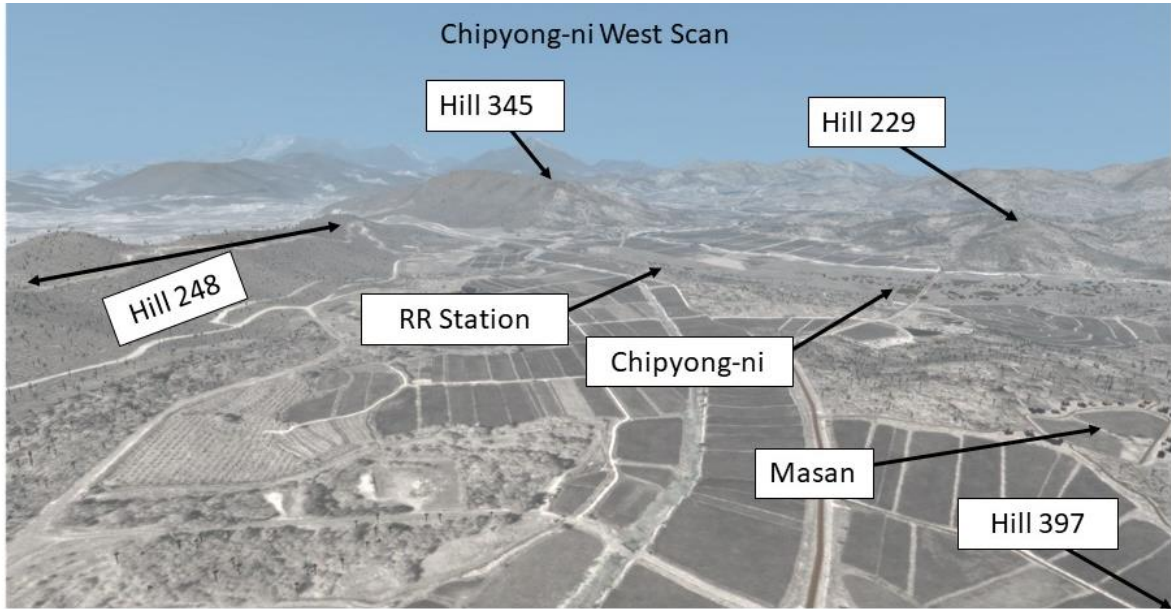 Chipyong-ni West Scan
Hill 345
Hill 229
Hill 248
RR Station
Chipyong-ni
Masan
Hill 397